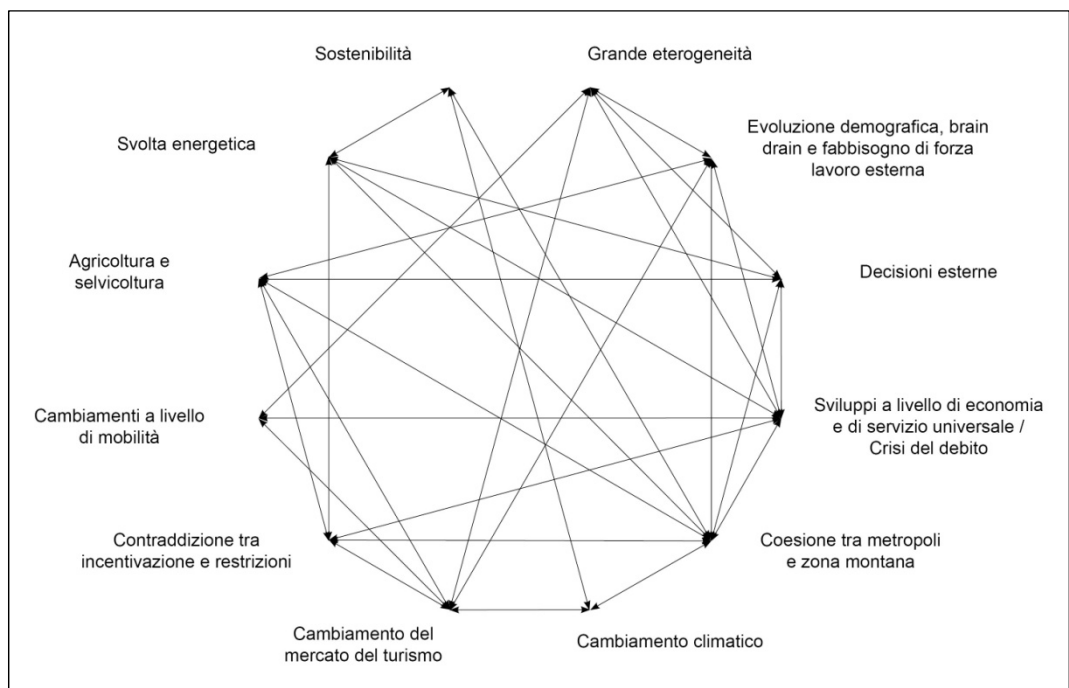 Sostenibilità
Grande eterogeneità
Svolta energetica
Evoluzione demografica, brain
drain e fabbisogno di forza
lavoro esterna
Agricoltura e
selvicoltura
Decisioni esterne
Cambiamenti a livello
di mobilità
Sviluppi a livello di economia
e di servizio universale /
Crisi del debito
Contraddizione tra
incentivazione e restrizioni
Coesione tra metropoli
e zona montana
Cambiamento del
mercato del turismo
Cambiamento climatico